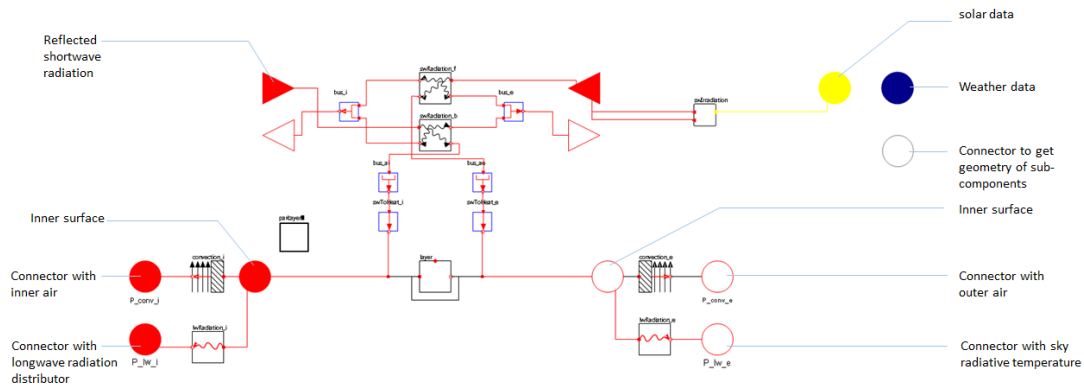 solar data
Reflected
shortwave
radiation
swRadiation_f
bus_i
bus_e
swIrradiation
Weather data
swRadiation_b
Connector to get
geometry of sub-
components
bus_ai
bus_ae
swToHeat_i
swToHeat_e
Inner surface
Inner surface
convection_i
layer
convection_e
Connector with
inner air
P_conv_i
P_conv_e
Connector with
outer air
lwRadiation_i
lwRadiation_e
Connector with
longwave radiation
distributor
P_lw_i
P_lw_e
Connector with sky
radiative temperature